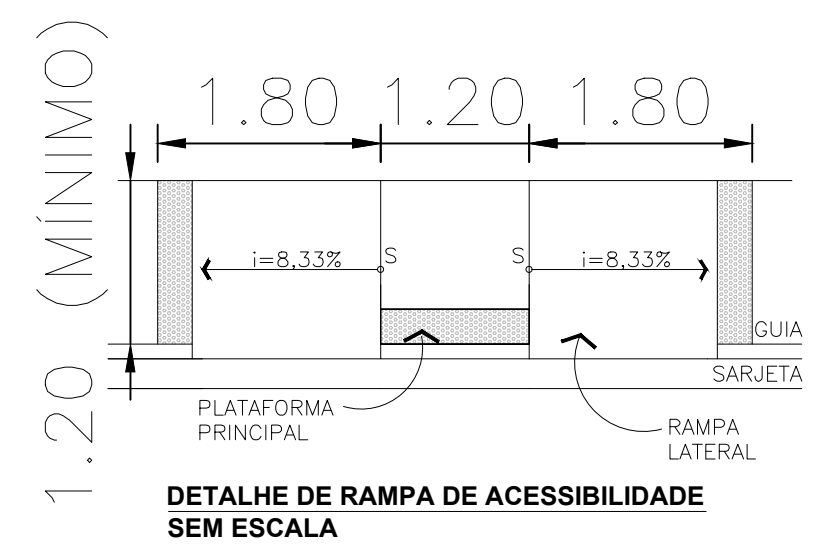 1.20 (MÍNIMO)
1.80 1.20 1.80
i=8,33% S S i=8,33%
GUIA
SARJETA
PLATAFORMA
PRINCIPAL
RAMPA
LATERAL
DETALHE DE RAMPA DE ACESSIBILIDADE
SEM ESCALA